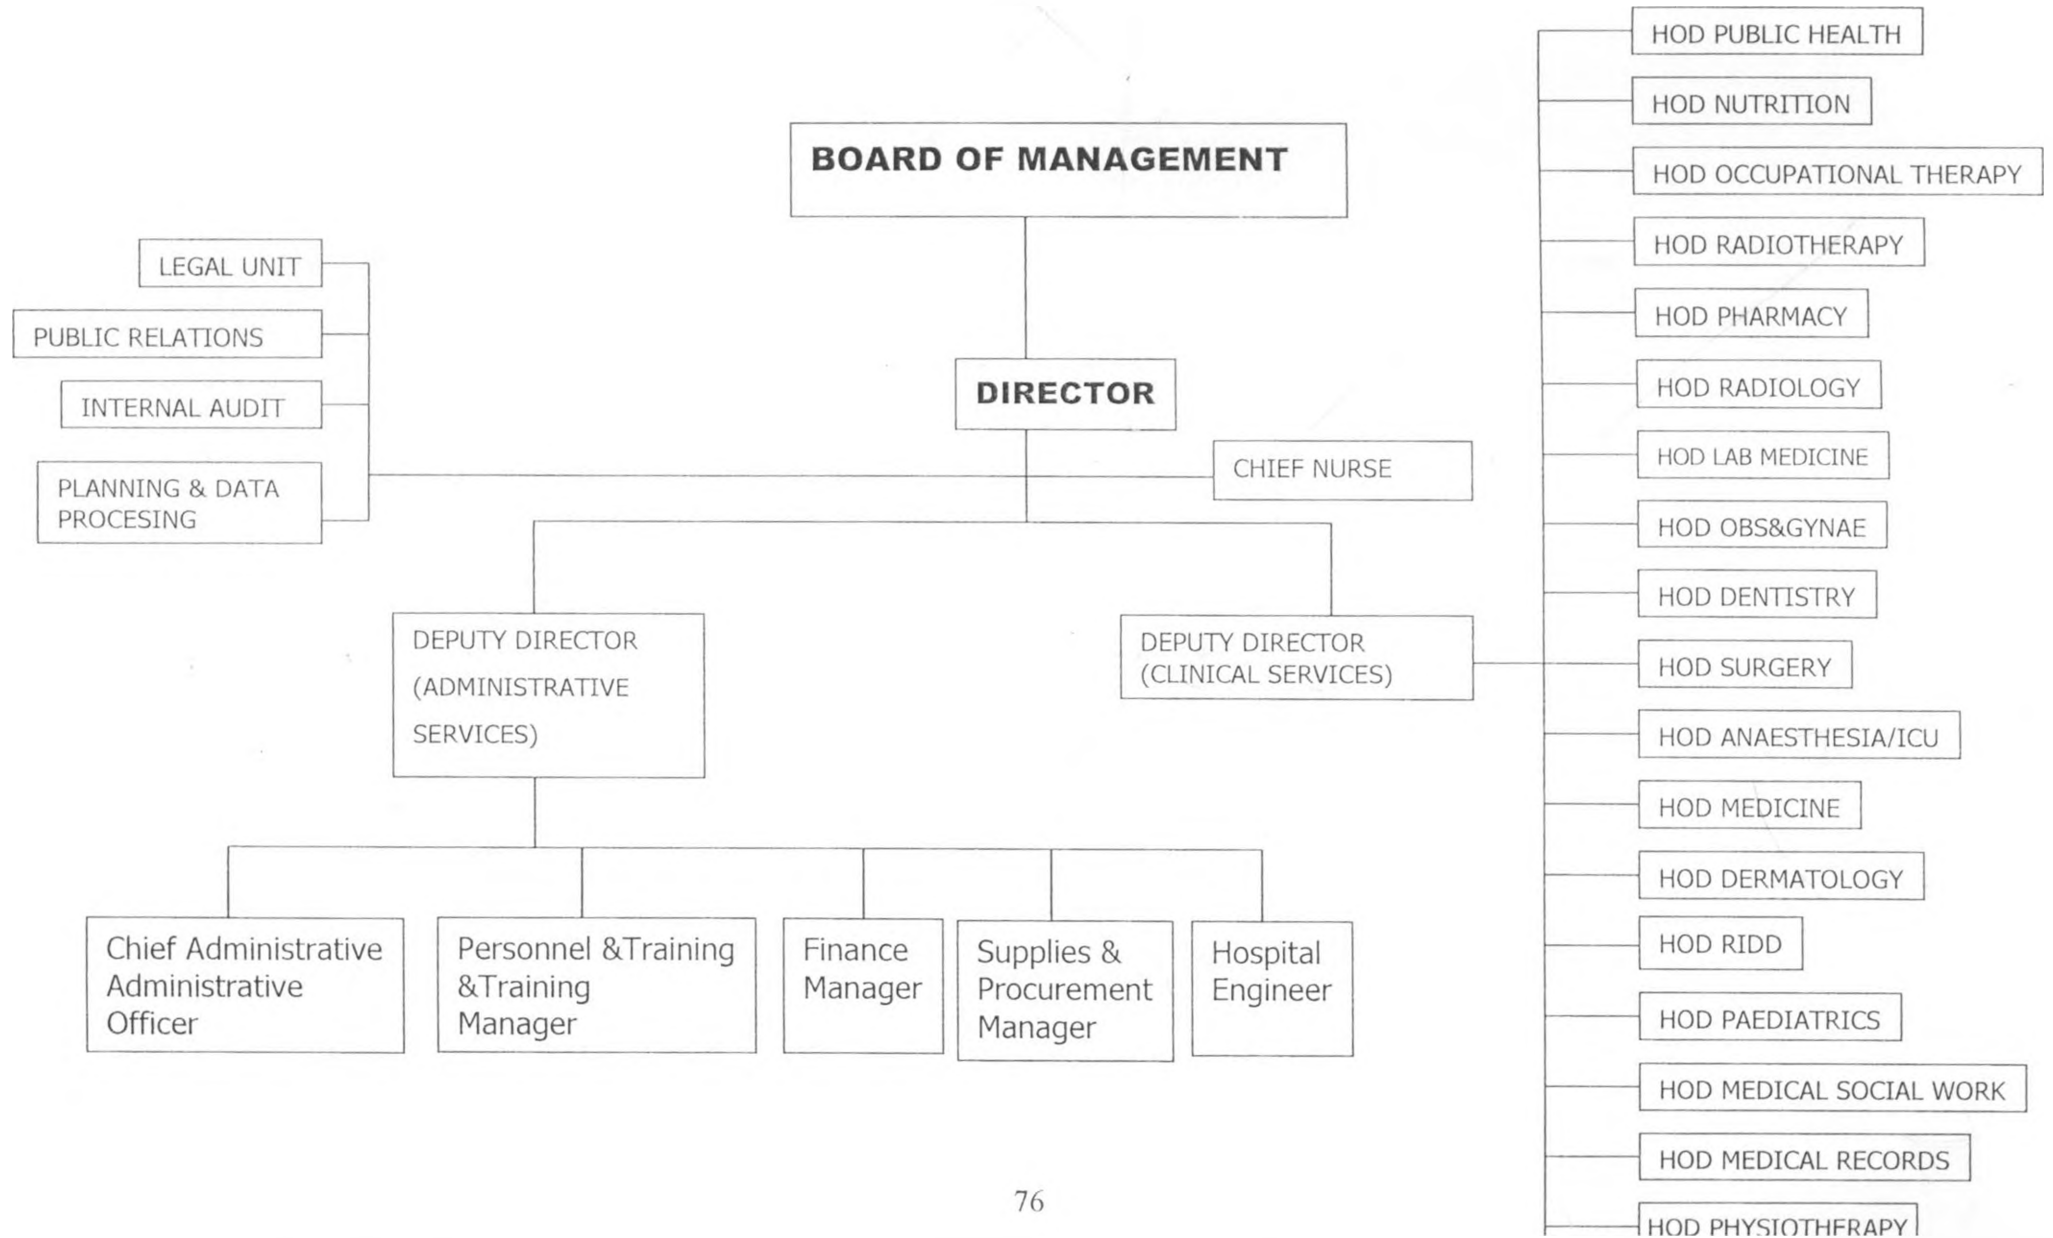 BOARD OF MANAGEMENT
DIRECTOR
LEGAL UNIT
PUBLIC RELATIONS
INTERNAL AUDIT
PLANNING & DATA
PROCESING
CHIEF NURSE
DEPUTY DIRECTOR
(ADMINISTRATIVE
SERVICES)
DEPUTY DIRECTOR
(CLINICAL SERVICES)
Chief Administrative
Administrative
Officer
Personnel &Training
&Training
Manager
Finance
Manager
Supplies &
Procurement
Manager
Hospital
Engineer
HOD PUBLIC HEALTH
HOD NUTRITION
HOD OCCUPATIONAL THERAPY
HOD RADIOTHERAPY
HOD PHARMACY
HOD RADIOLOGY
HOD LAB MEDICINE
HOD OBS&GYNAE
HOD DENTISTRY
HOD SURGERY
HOD ANAESTHESIA/ICU
HOD MEDICINE
HOD DERMATOLOGY
HOD RIDD
HOD PAEDIATRICS
HOD MEDICAL SOCIAL WORK
HOD MEDICAL RECORDS
HOD PHYSIOTHERAPY
76